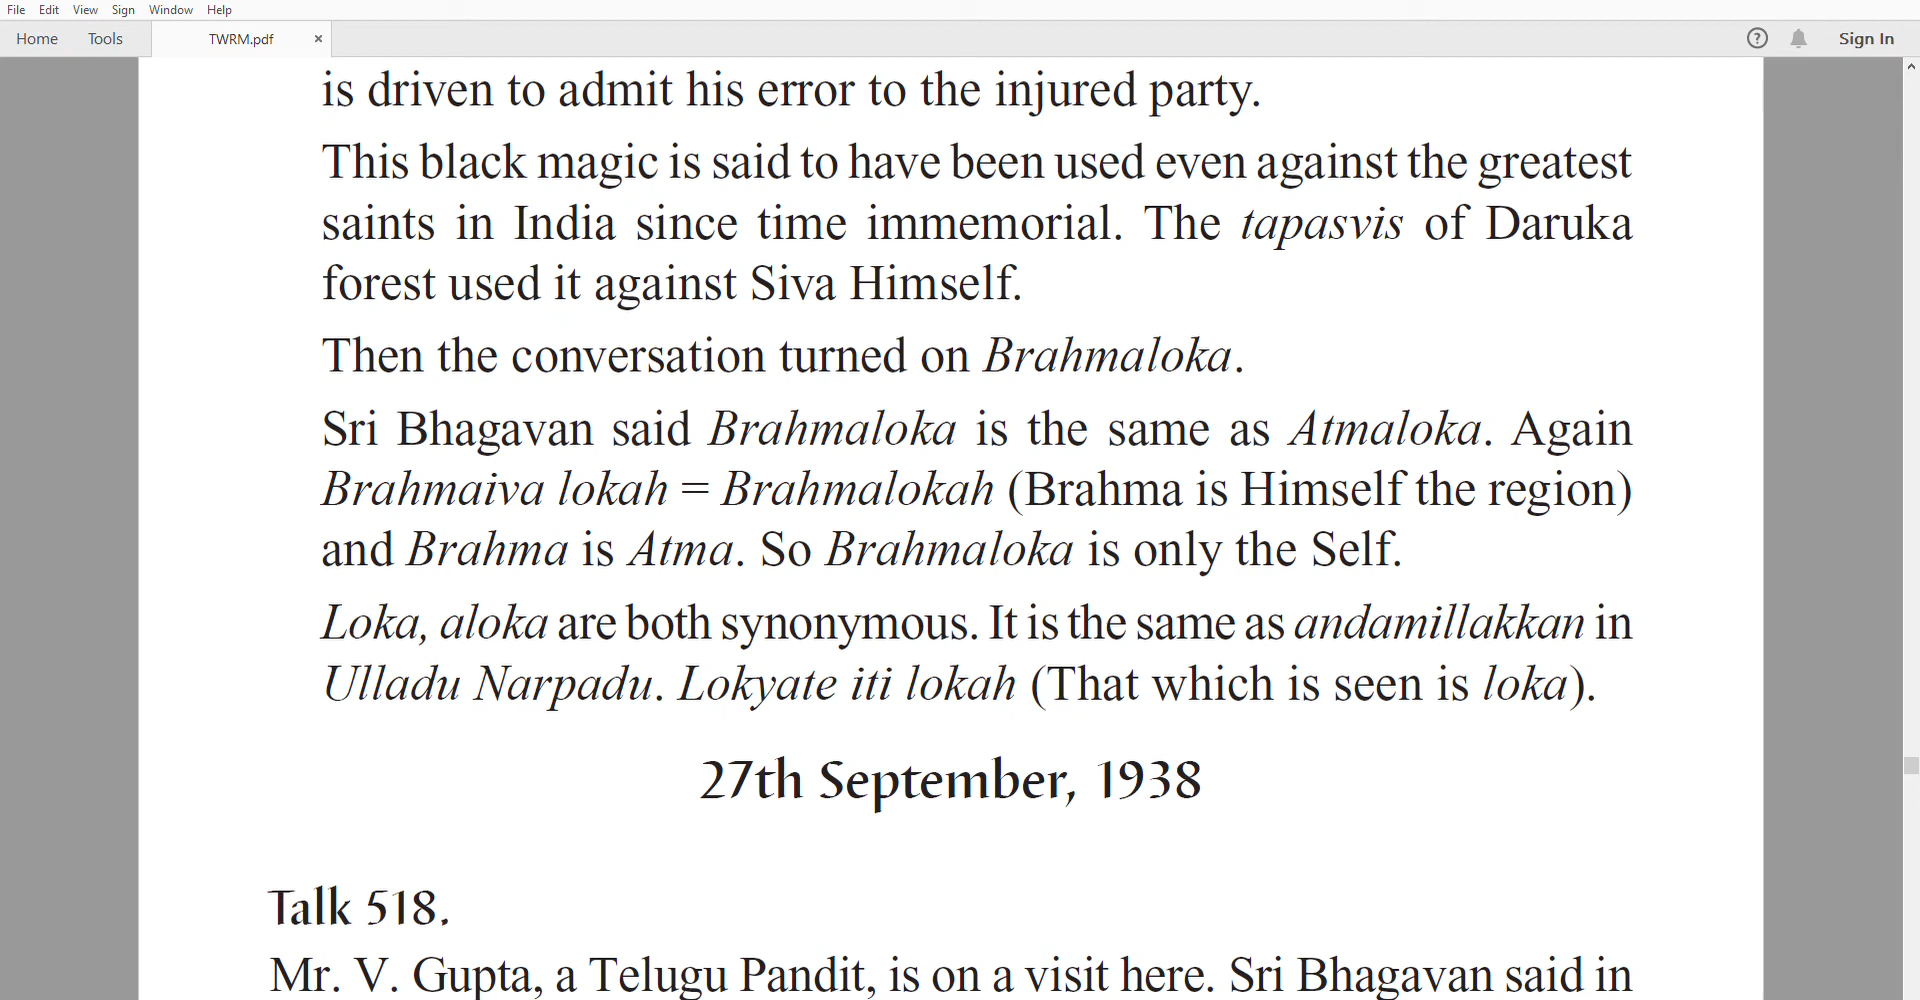 File Edit View Sign Window Help
Home Tools TWRM.pdf × ? Sign In
is driven to admit his error to the injured party.
This black magic is said to have been used even against the greatest
saints in India since time immemorial. The tapasvis of Daruka
forest used it against Siva Himself.
Then the conversation turned on Brahmaloka.
Sri Bhagavan said Brahmaloka is the same as Atmaloka. Again
Brahmaiva lokah = Brahmalokah (Brahma is Himself the region)
and Brahma is Atma. So Brahmaloka is only the Self.
Loka, aloka are both synonymous. It is the same as andamillakkan in
Ulladu Narpadu. Lokyate iti lokah (That which is seen is loka).
27th September, 1938
Talk 518.
Mr. V. Gupta, a Telugu Pandit, is on a visit here. Sri Bhagavan said in